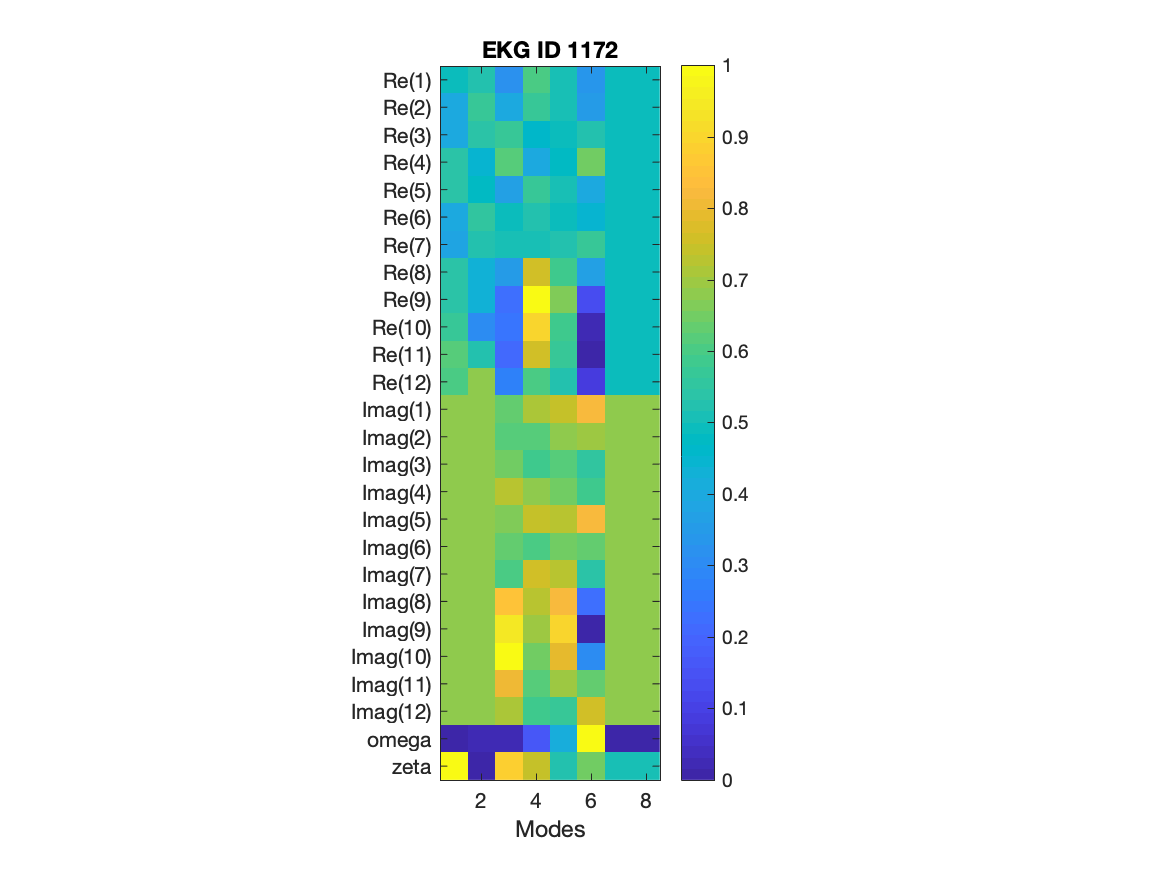 EKG ID 1172
Re(1)
Re(2)
Re(3)
Re(4)
Re(5)
Re(6)
Re(7)
Re(8)
Re(9)
Re(10)
Re(11)
Re(12)
Imag(1)
Imag(2)
Imag(3)
Imag(4)
Imag(5)
Imag(6)
Imag(7)
Imag(8)
Imag(9)
Imag(10)
Imag(11)
Imag(12)
omega
zeta
2 4 6 8
Modes
1
0.9
0.8
0.7
0.6
0.5
0.4
0.3
0.2
0.1
0